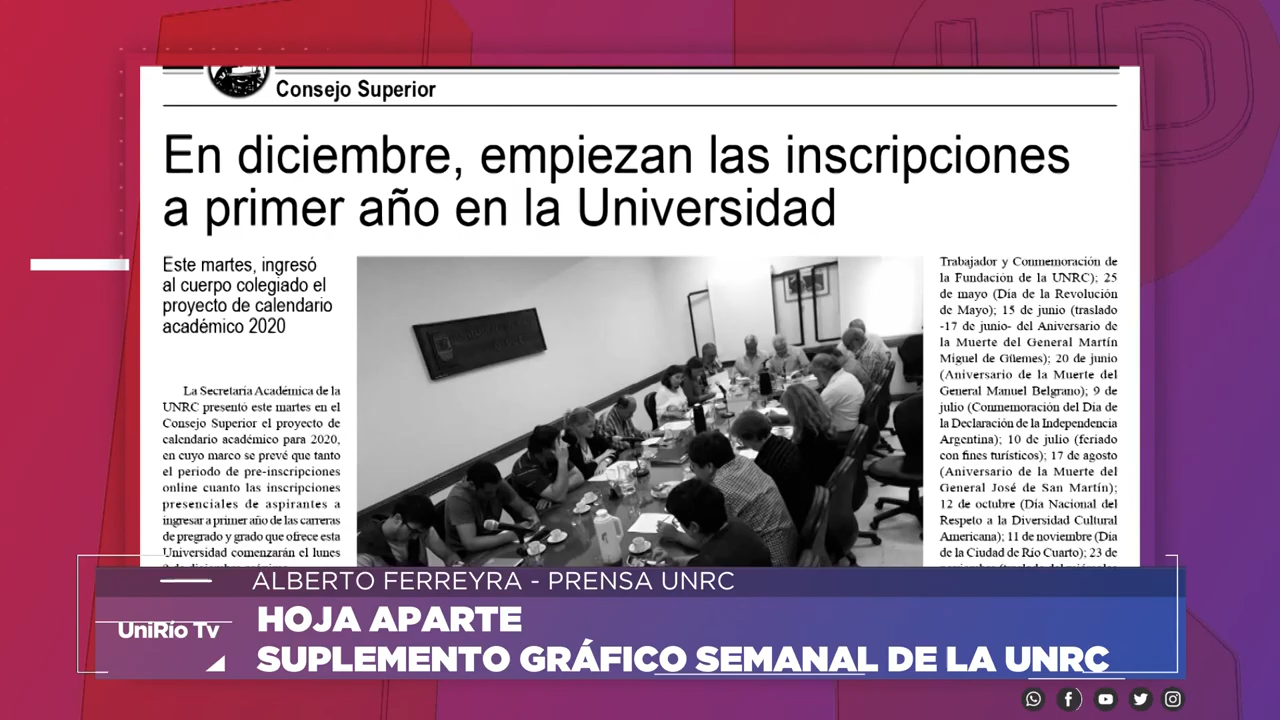 Consejo Superior
En diciembre, empiezan las inscripciones
a primer año en la Universidad
Este martes, ingresó
al cuerpo colegiado el
proyecto de calendario
académico 2020
La Secretaría Académica de la
UNRC presentó este martes en el
Consejo Superior el proyecto de
calendario académico para 2020,
en cuyo marco se prevé que tanto
el periodo de pre-inscripciones
online cuanto las inscripciones
presenciales de aspirantes a
ingresar a primer año de las carreras
de pregrado y grado que ofrece esta
Universidad comenzarán el lunes
Trabajador y Conmemoración de
la Fundación de la UNRC); 25
de mayo (Día de la Revolución
de Mayo); 15 de junio (traslado
-17 de junio- del Aniversario de
la Muerte del General Martín
Miguel de Güemes); 20 de junio
(Aniversario de la Muerte del
General Manuel Belgrano); 9 de
julio (Conmemoración del Día de
la Declaración de la Independencia
Argentina); 10 de julio (feriado
con fines turísticos); 17 de agosto
(Aniversario de la Muerte del
General José de San Martín);
12 de octubre (Día Nacional del
Respeto a la Diversidad Cultural
Americana); 11 de noviembre (Día
de la Ciudad de Río Cuarto); 23 de
ALBERTO FERREYRA - PRENSA UNRC
UniRío Tv
HOJA APARTE
SUPLEMENTO GRÁFICO SEMANAL DE LA UNRC